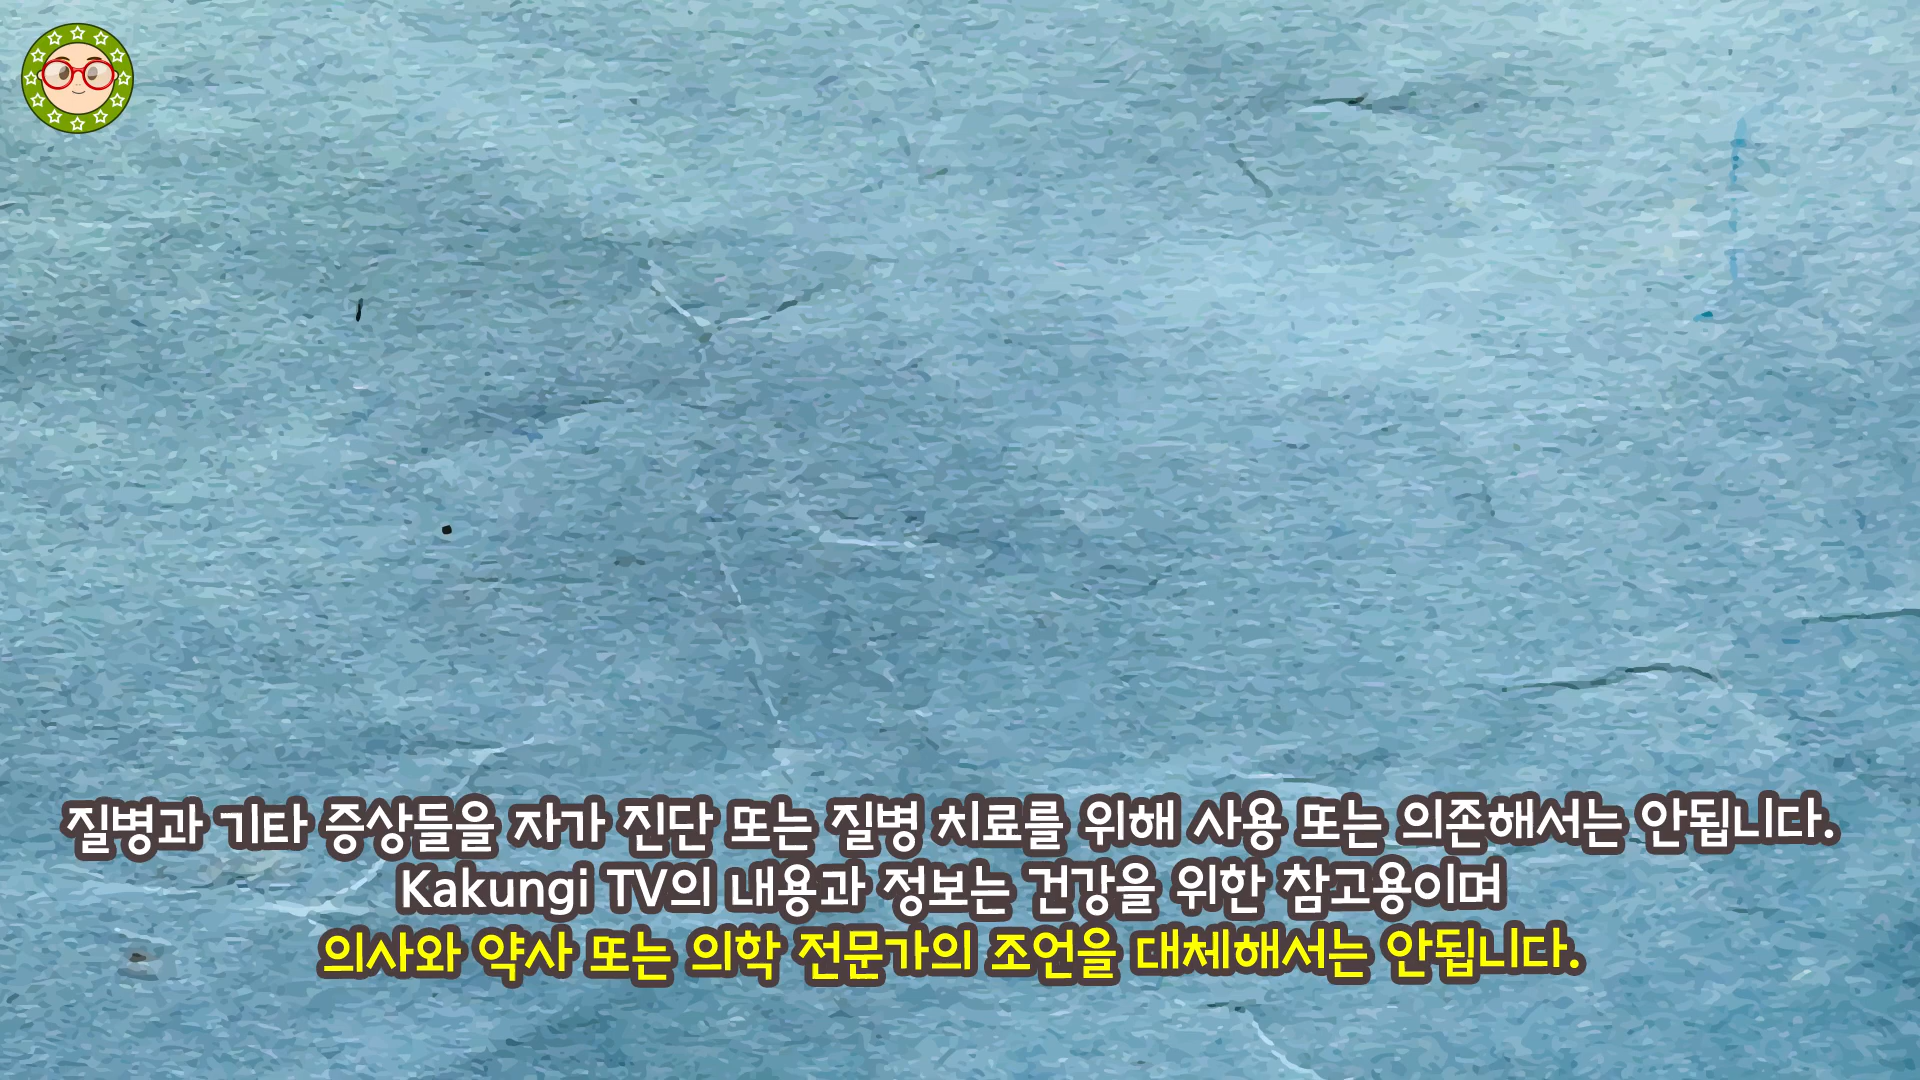 질병과 기타 증상들을 자가 진단 또는 질병 치료를 위해 사용 또는 의존해서는 안됩니다.
Kakungi TV의 내용과 정보는 건강을 위한 참고용이며
의사와 약사 또는 의학 전문가의 조언을 대체해서는 안됩니다.